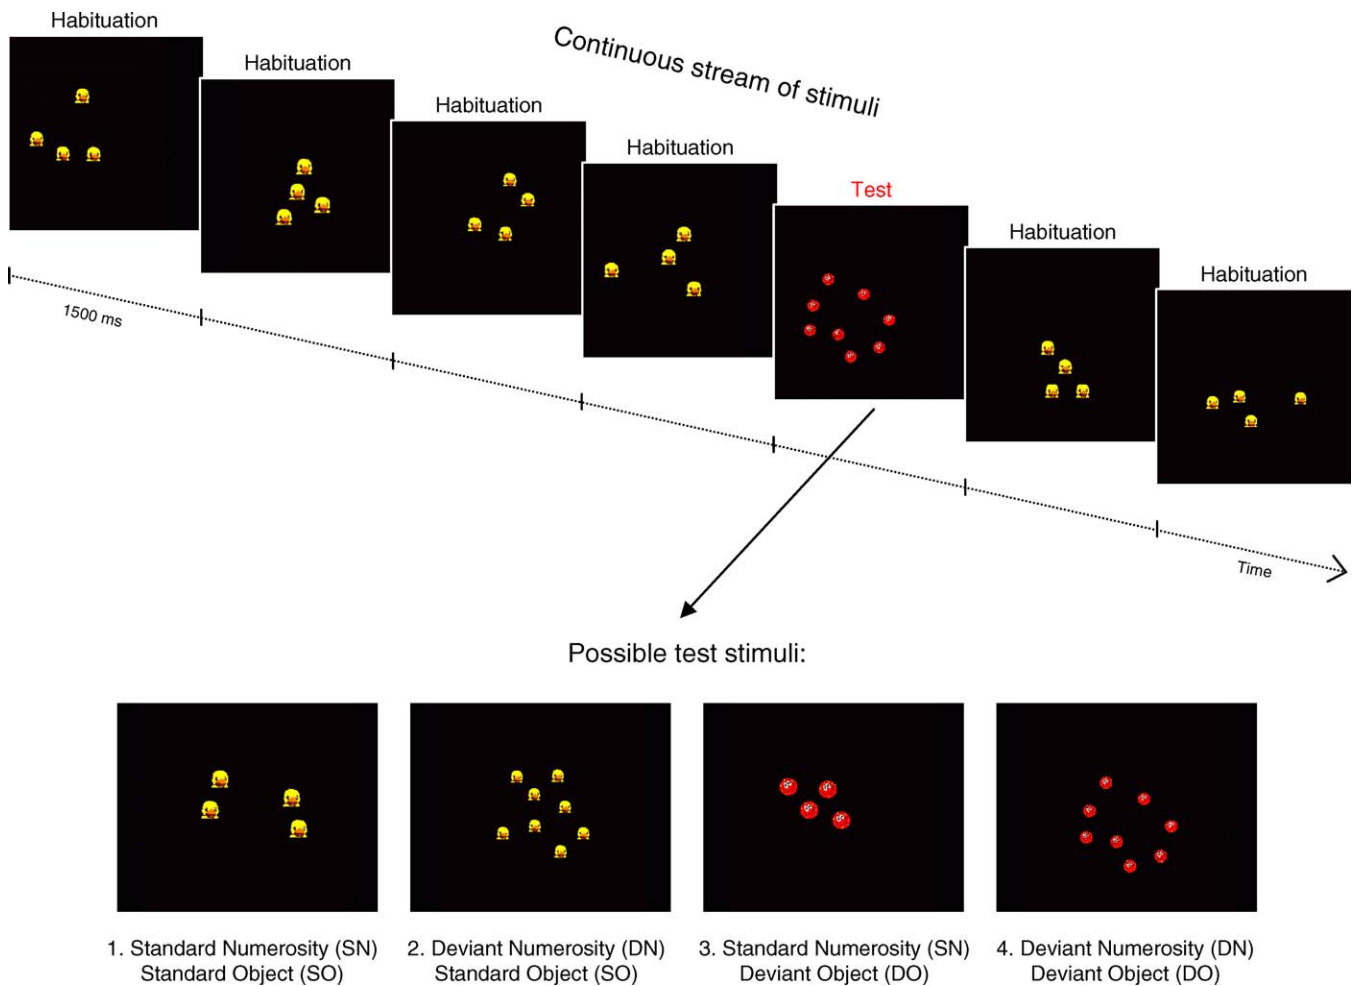 Habituation
Habituation
Habituation
Habituation
Continuous stream of stimuli
Test
Habituation
Habituation
1500 ms
Time
Possible test stimuli:
1. Standard Numerosity (SN)
Standard Object (SO)
2. Deviant Numerosity (DN)
Standard Object (SO)
3. Standard Numerosity (SN)
Deviant Object (DO)
4. Deviant Numerosity (DN)
Deviant Object (DO)